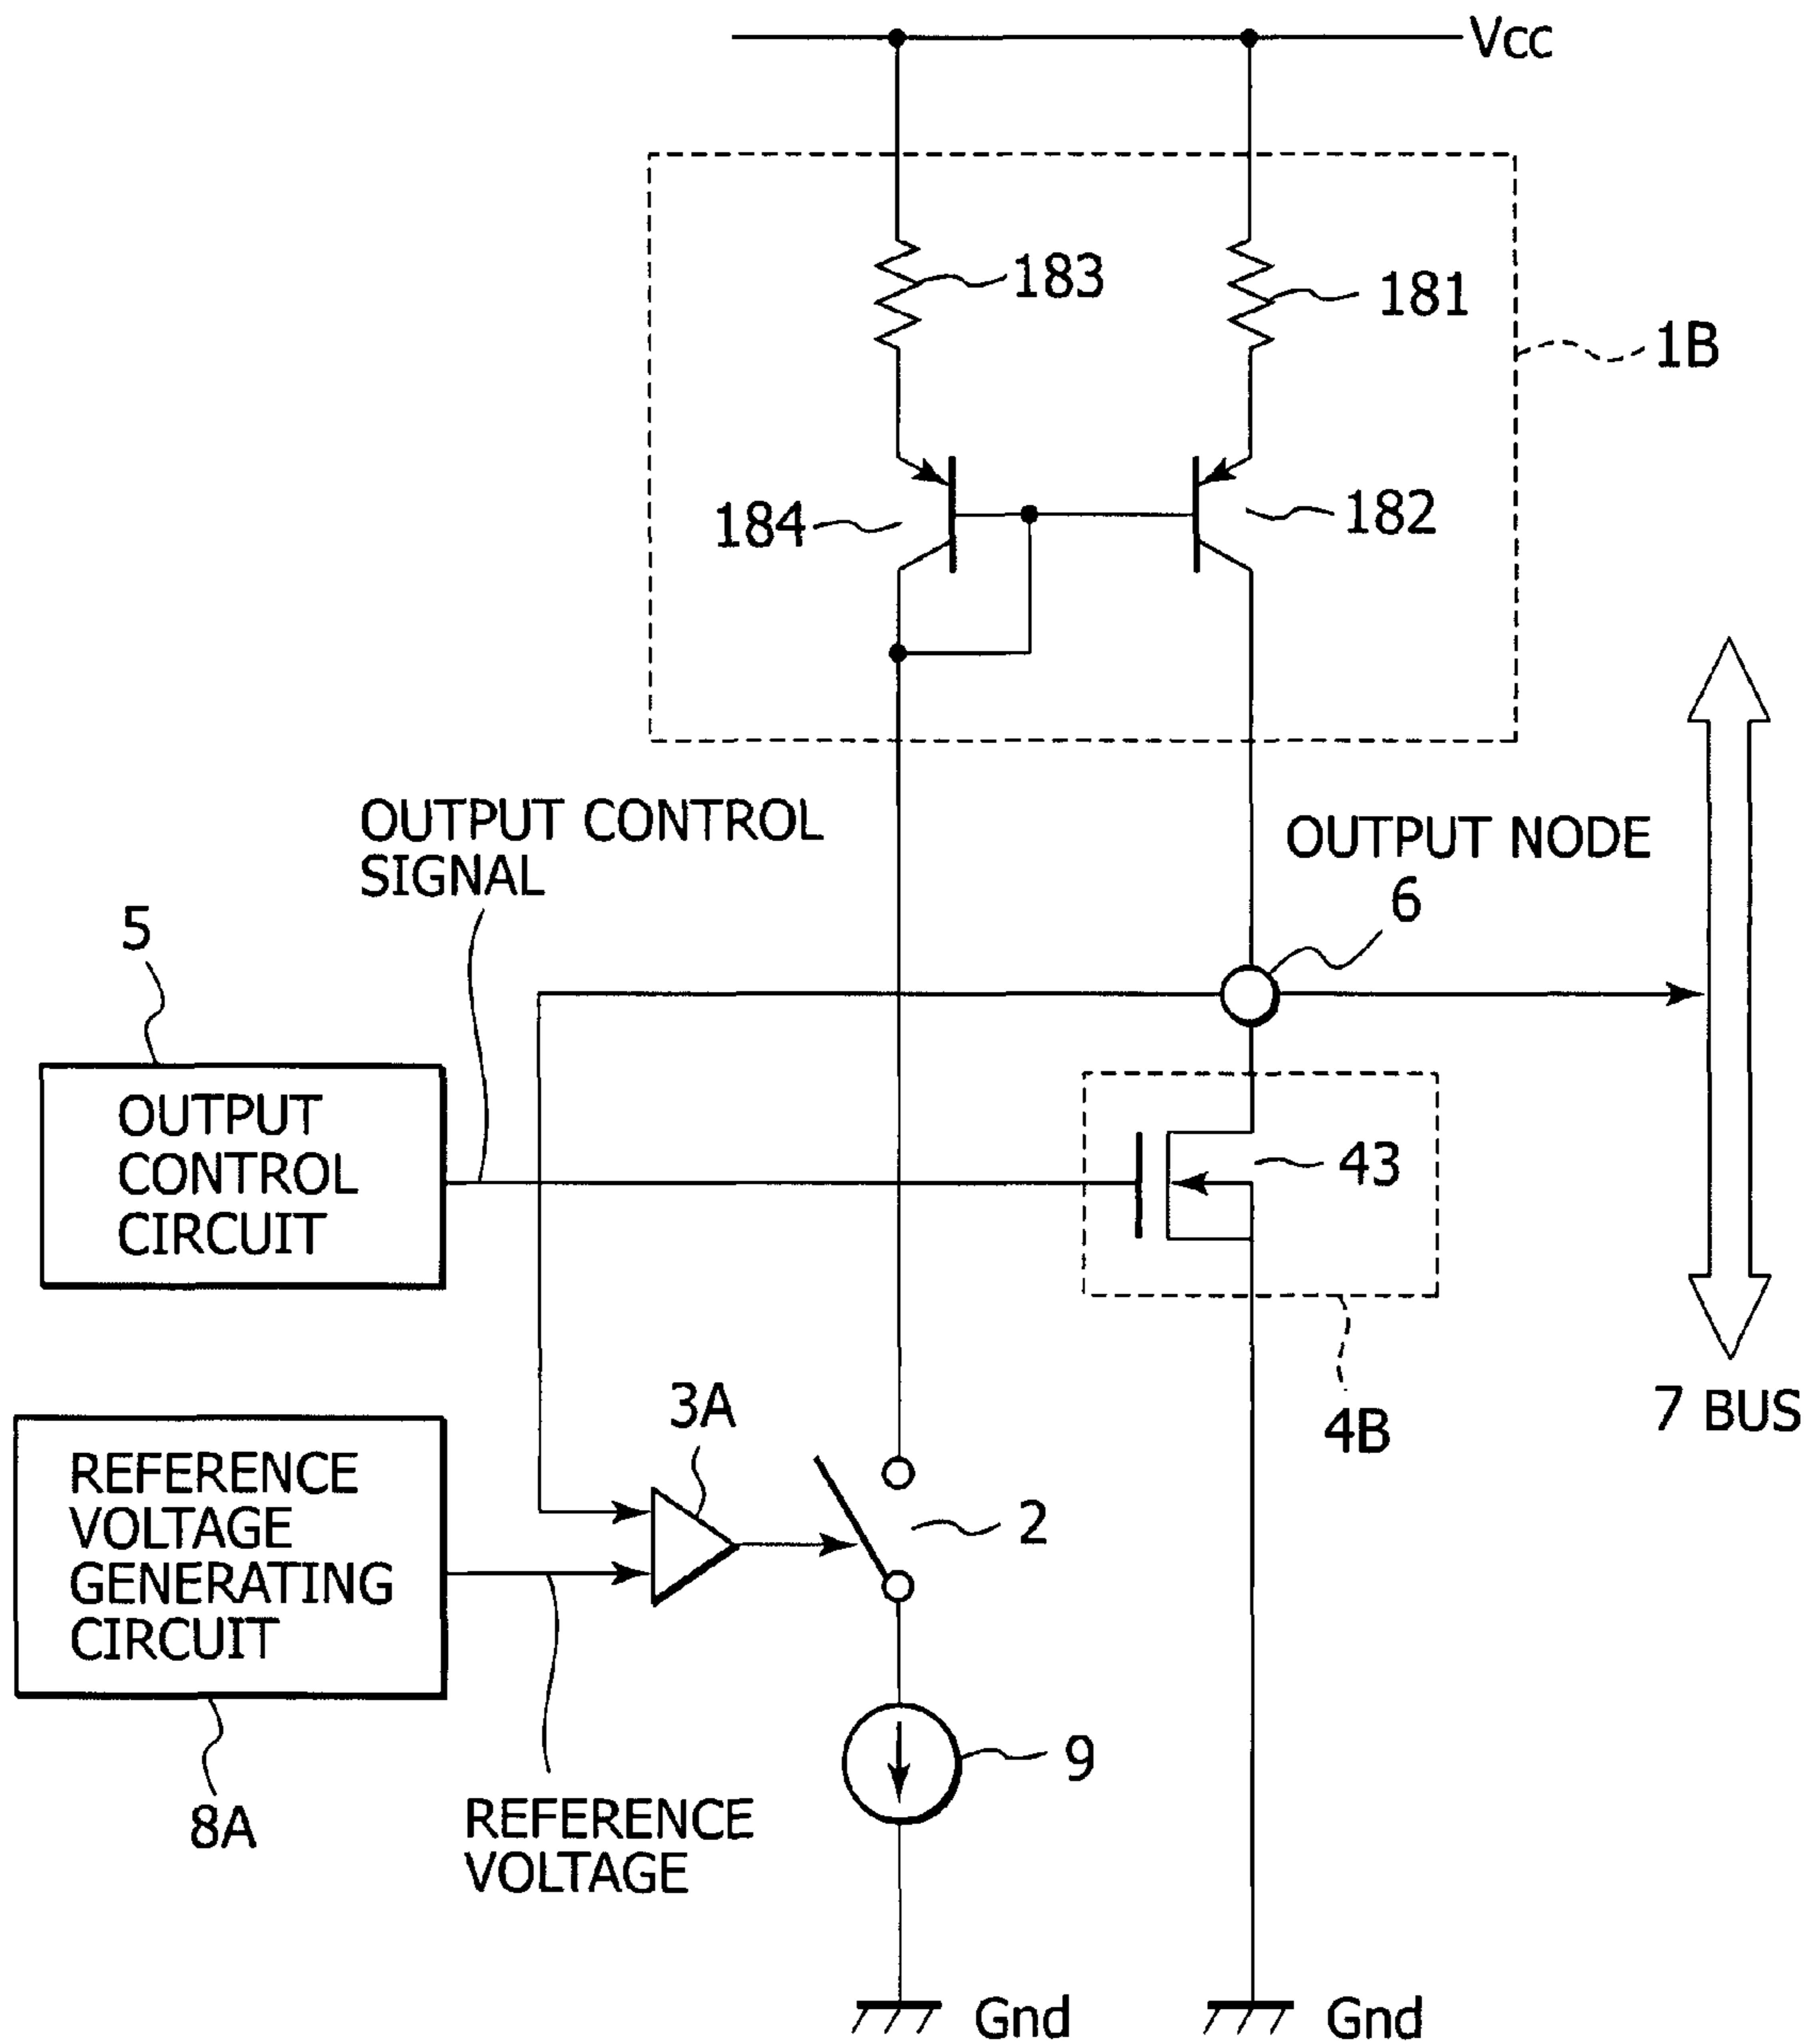 Vcc
183
181
1B
184
182
OUTPUT CONTROL
SIGNAL
OUTPUT NODE
6
5
OUTPUT
CONTROL
CIRCUIT
43
3A
4B
7 BUS
REFERENCE
VOLTAGE
GENERATING
CIRCUIT
2
9
8A
REFERENCE
VOLTAGE
Gnd
Gnd